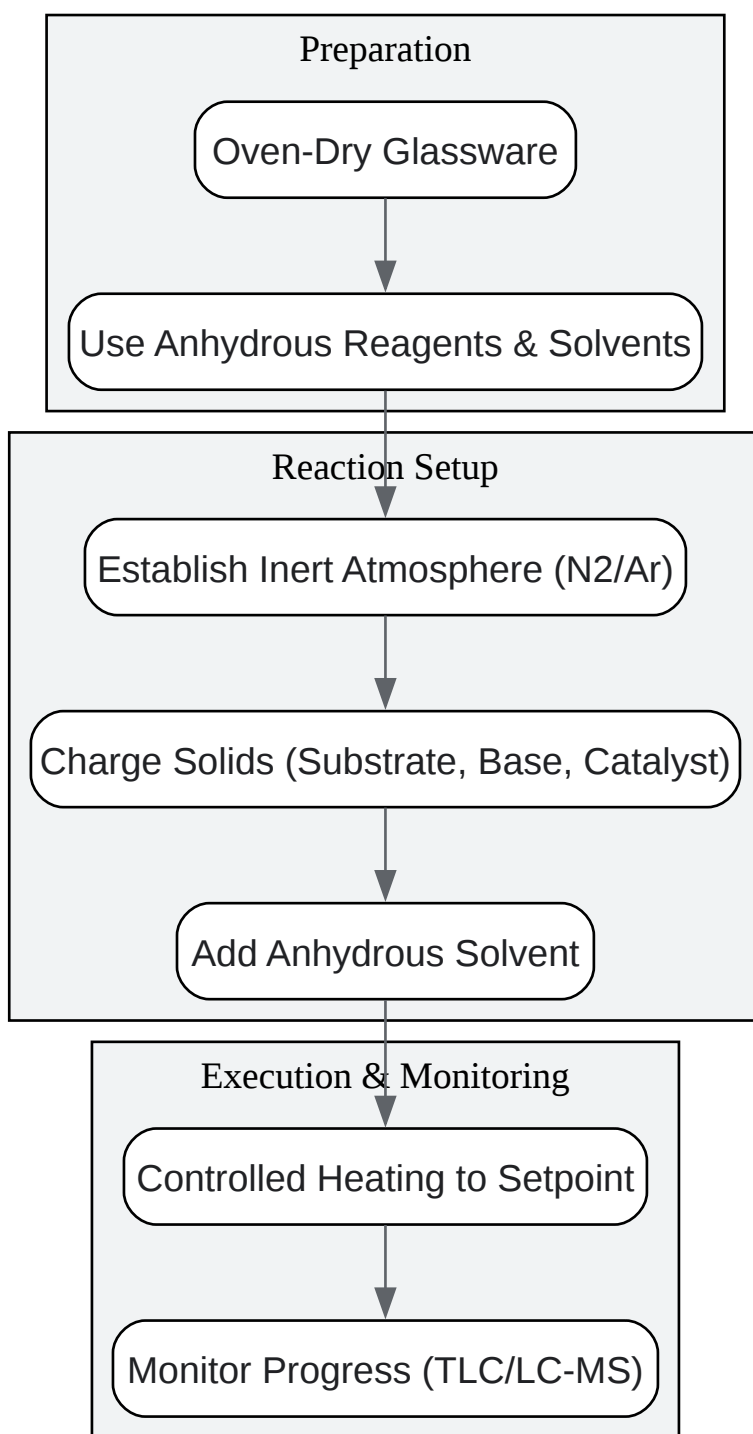 Preparation
Oven-Dry Glassware
Use Anhydrous Reagents & Solvents
Reaction Setup
Establish Inert Atmosphere (N2/Ar)
Charge Solids (Substrate, Base, Catalyst)
Add Anhydrous Solvent
Execution & Monitoring
Controlled Heating to Setpoint
Monitor Progress (TLC/LC-MS)